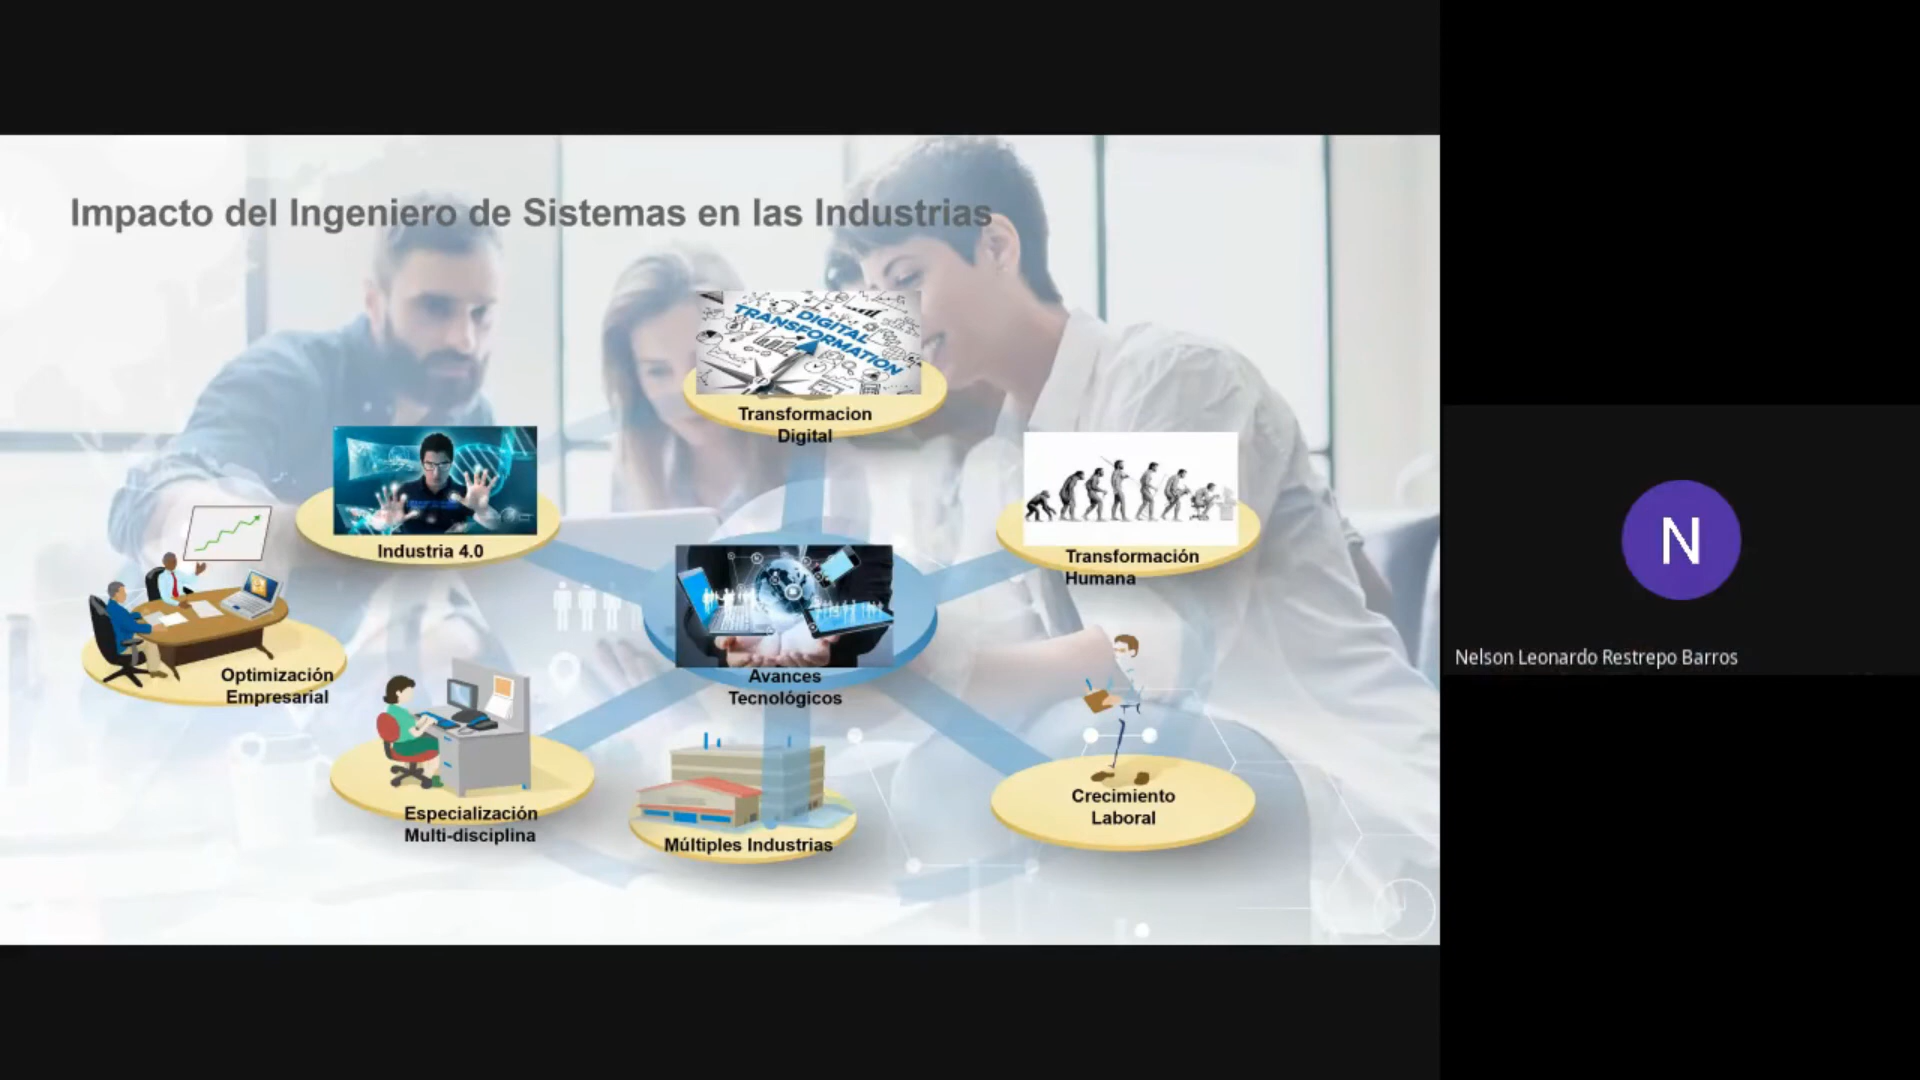 Impacto del Ingeniero de Sistemas en las Industrias
DIGITAL
TRANSFORMATION
Transformacion
Digital
Industria 4.0
Transformación
Humana
Optimización
Empresarial
Avances
Tecnológicos
Especialización
Multi-disciplina
Múltiples Industrias
Crecimiento
Laboral
N
Nelson Leonardo Restrepo Barros